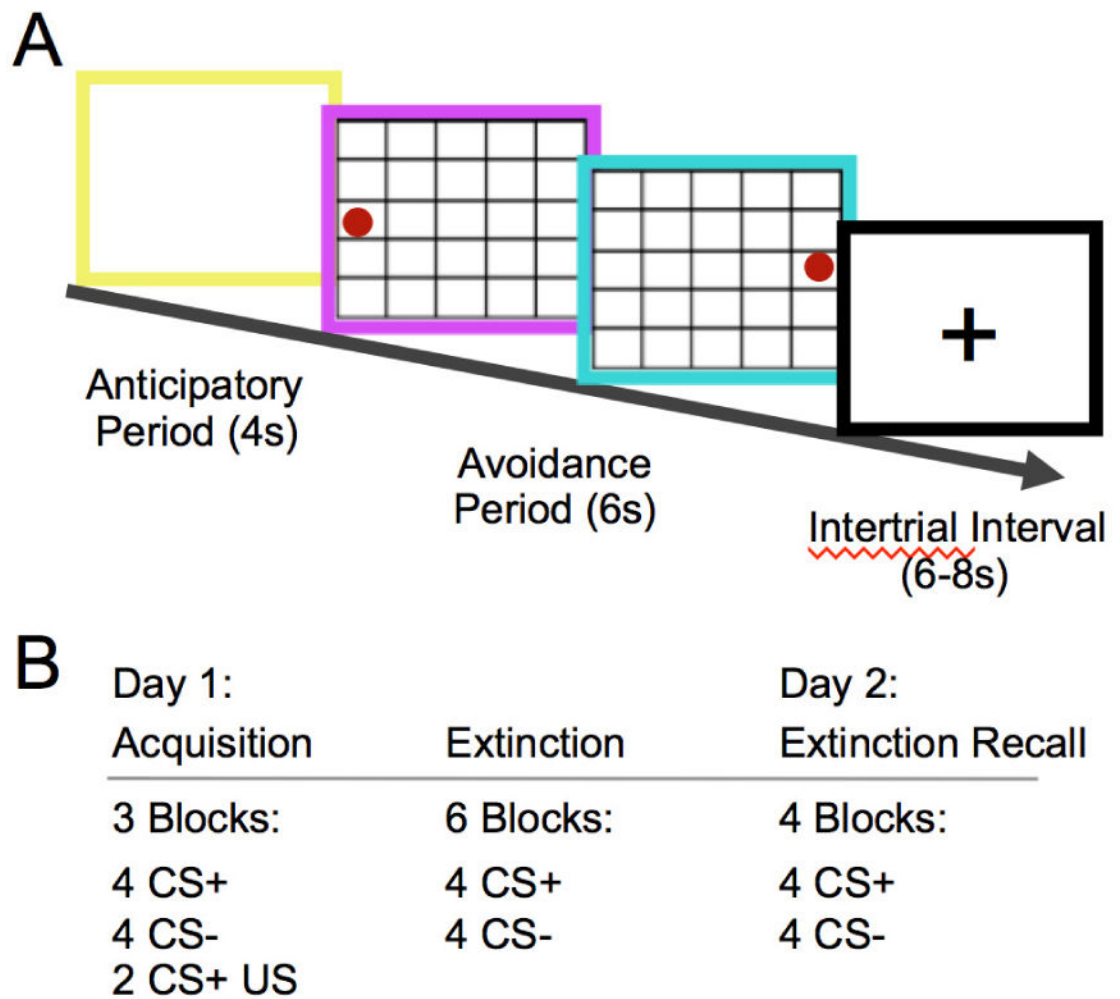 A
Anticipatory
Period (4s)
Avoidance
Period (6s)
Intertrial Interval
(6-8s)
+
B
Day 1:
Day 2:
Acquisition Extinction Extinction Recall
3 Blocks: 6 Blocks: 4 Blocks:
4 CS+ 4 CS+ 4 CS+
4 CS- 4 CS- 4 CS-
2 CS+ US